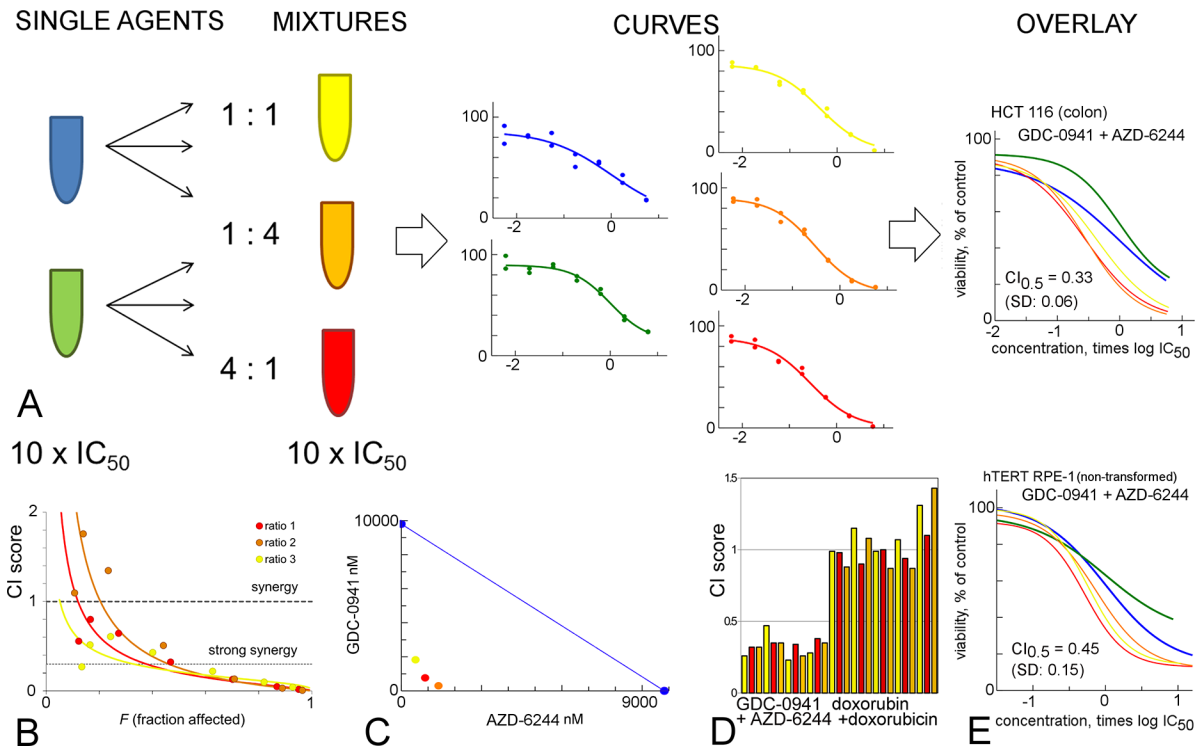 SINGLE AGENTS
MIXTURES
CURVES
OVERLAY
1 : 1
1 : 4
4 : 1
A
10 x IC50
10 x IC50
100
0
-2
0
100
0
-2
0
100
0
-2
0
100
0
-2
0
100
0
-2
0
HCT 116 (colon)
GDC-0941 + AZD-6244
100
0
viability, % of control
CI0.5 = 0.33
(SD: 0.06)
-2
-1
0
1
concentration, times log IC50
2
1
0
CI score
ratio 1
ratio 2
ratio 3
synergy
strong synergy
0
1
F (fraction affected)
B
10000
0
GDC-0941 nM
0
9000
AZD-6244 nM
C
1.5
1
0.5
0
CI score
GDC-0941
+ AZD-6244
doxorubin
+doxorubicin
D
hTERT RPE-1 (non-transformed)
GDC-0941 + AZD-6244
100
0
viability, % of control
CI0.5 = 0.45
(SD: 0.15)
-1
0
1
concentration, times log IC50
E